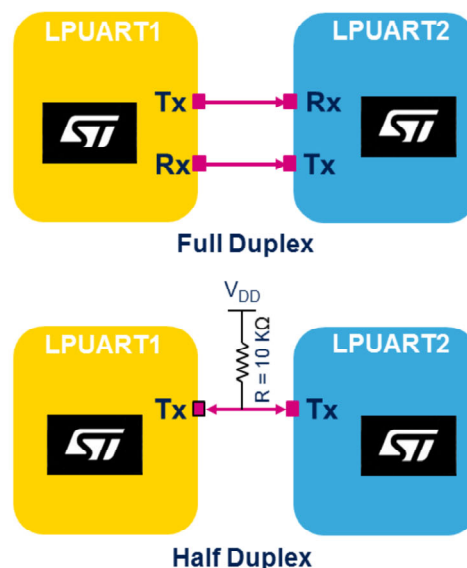 LPUART1 LPUART2
Tx Rx
Rx Tx
Full Duplex
VDD
R = 10 KΩ
LPUART1 LPUART2
Tx Tx
Half Duplex